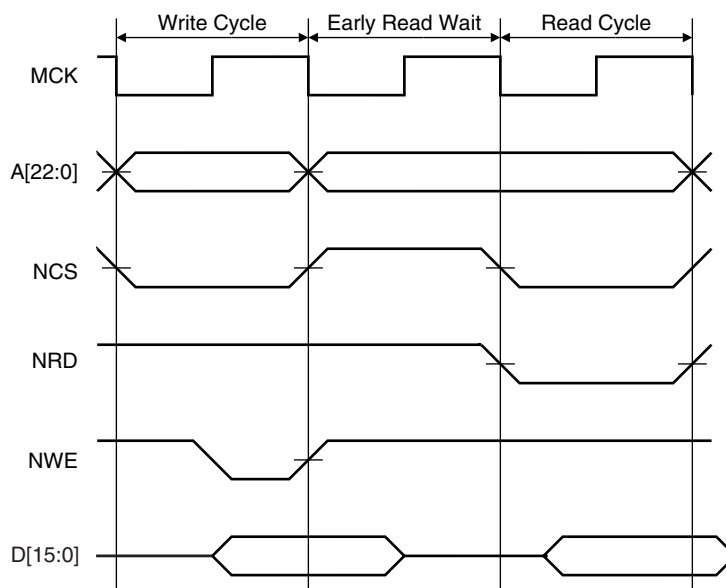 Write Cycle Early Read Wait Read Cycle
MCK
A[22:0]
NCS
NRD
NWE
D[15:0]